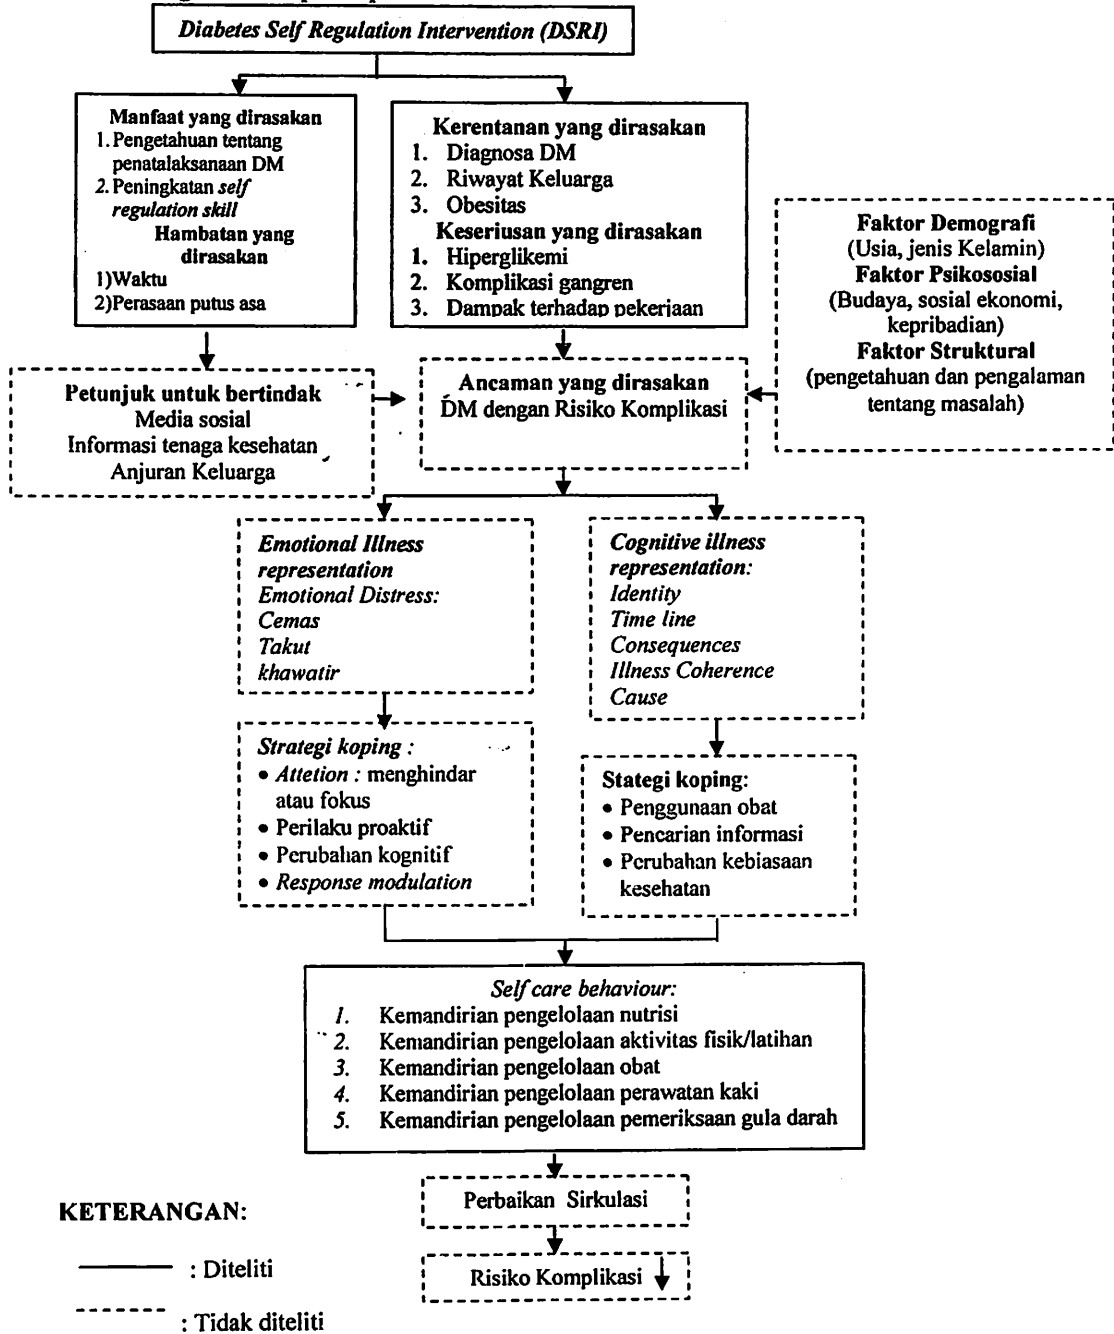 Diabetes Self Regulation Intervention (DSRI)
Manfaat yang dirasakan
1. Pengetahuan tentang
penatalaksanaan DM
2. Peningkatan self
regulation skill
Hambatan yang
dirasakan
1)Waktu
2)Perasaan putus asa
Kerentanan yang dirasakan
1. Diagnosa DM
2. Riwayat Keluarga
3. Obesitas
Keseriusan yang dirasakan
1. Hiperglikemi
2. Komplikasi gangren
3. Dampak terhadap pekerjaan
Faktor Demografi
(Usia, jenis Kelamin)
Faktor Psikososial
(Budaya, sosial ekonomi,
kepribadian)
Faktor Struktural
(pengetahuan dan pengalaman
tentang masalah)
Petunjuk untuk bertindak
Media sosial
Informasi tenaga kesehatan
Anjuran Keluarga
Ancaman yang dirasakan
DM dengan Risiko Komplikasi
Emotional Illness
representation
Emotional Distress:
Cemas
Takut
khawatir
Cognitive illness
representation:
Identity
Time line
Consequences
Illness Coherence
Cause
Strategi koping :
• Attetion : menghindar
atau fokus
• Perilaku proaktif
• Perubahan kognitif
• Response modulation
Stategi koping:
• Penggunaan obat
• Pencarian informasi
• Perubahan kebiasaan
kesehatan
Self care behaviour:
1. Kemandirian pengelolaan nutrisi
2. Kemandirian pengelolaan aktivitas fisik/latihan
3. Kemandirian pengelolaan obat
4. Kemandirian pengelolaan perawatan kaki
5. Kemandirian pengelolaan pemeriksaan gula darah
Perbaikan Sirkulasi
Risiko Komplikasi
KETERANGAN:
: Diteliti
: Tidak diteliti